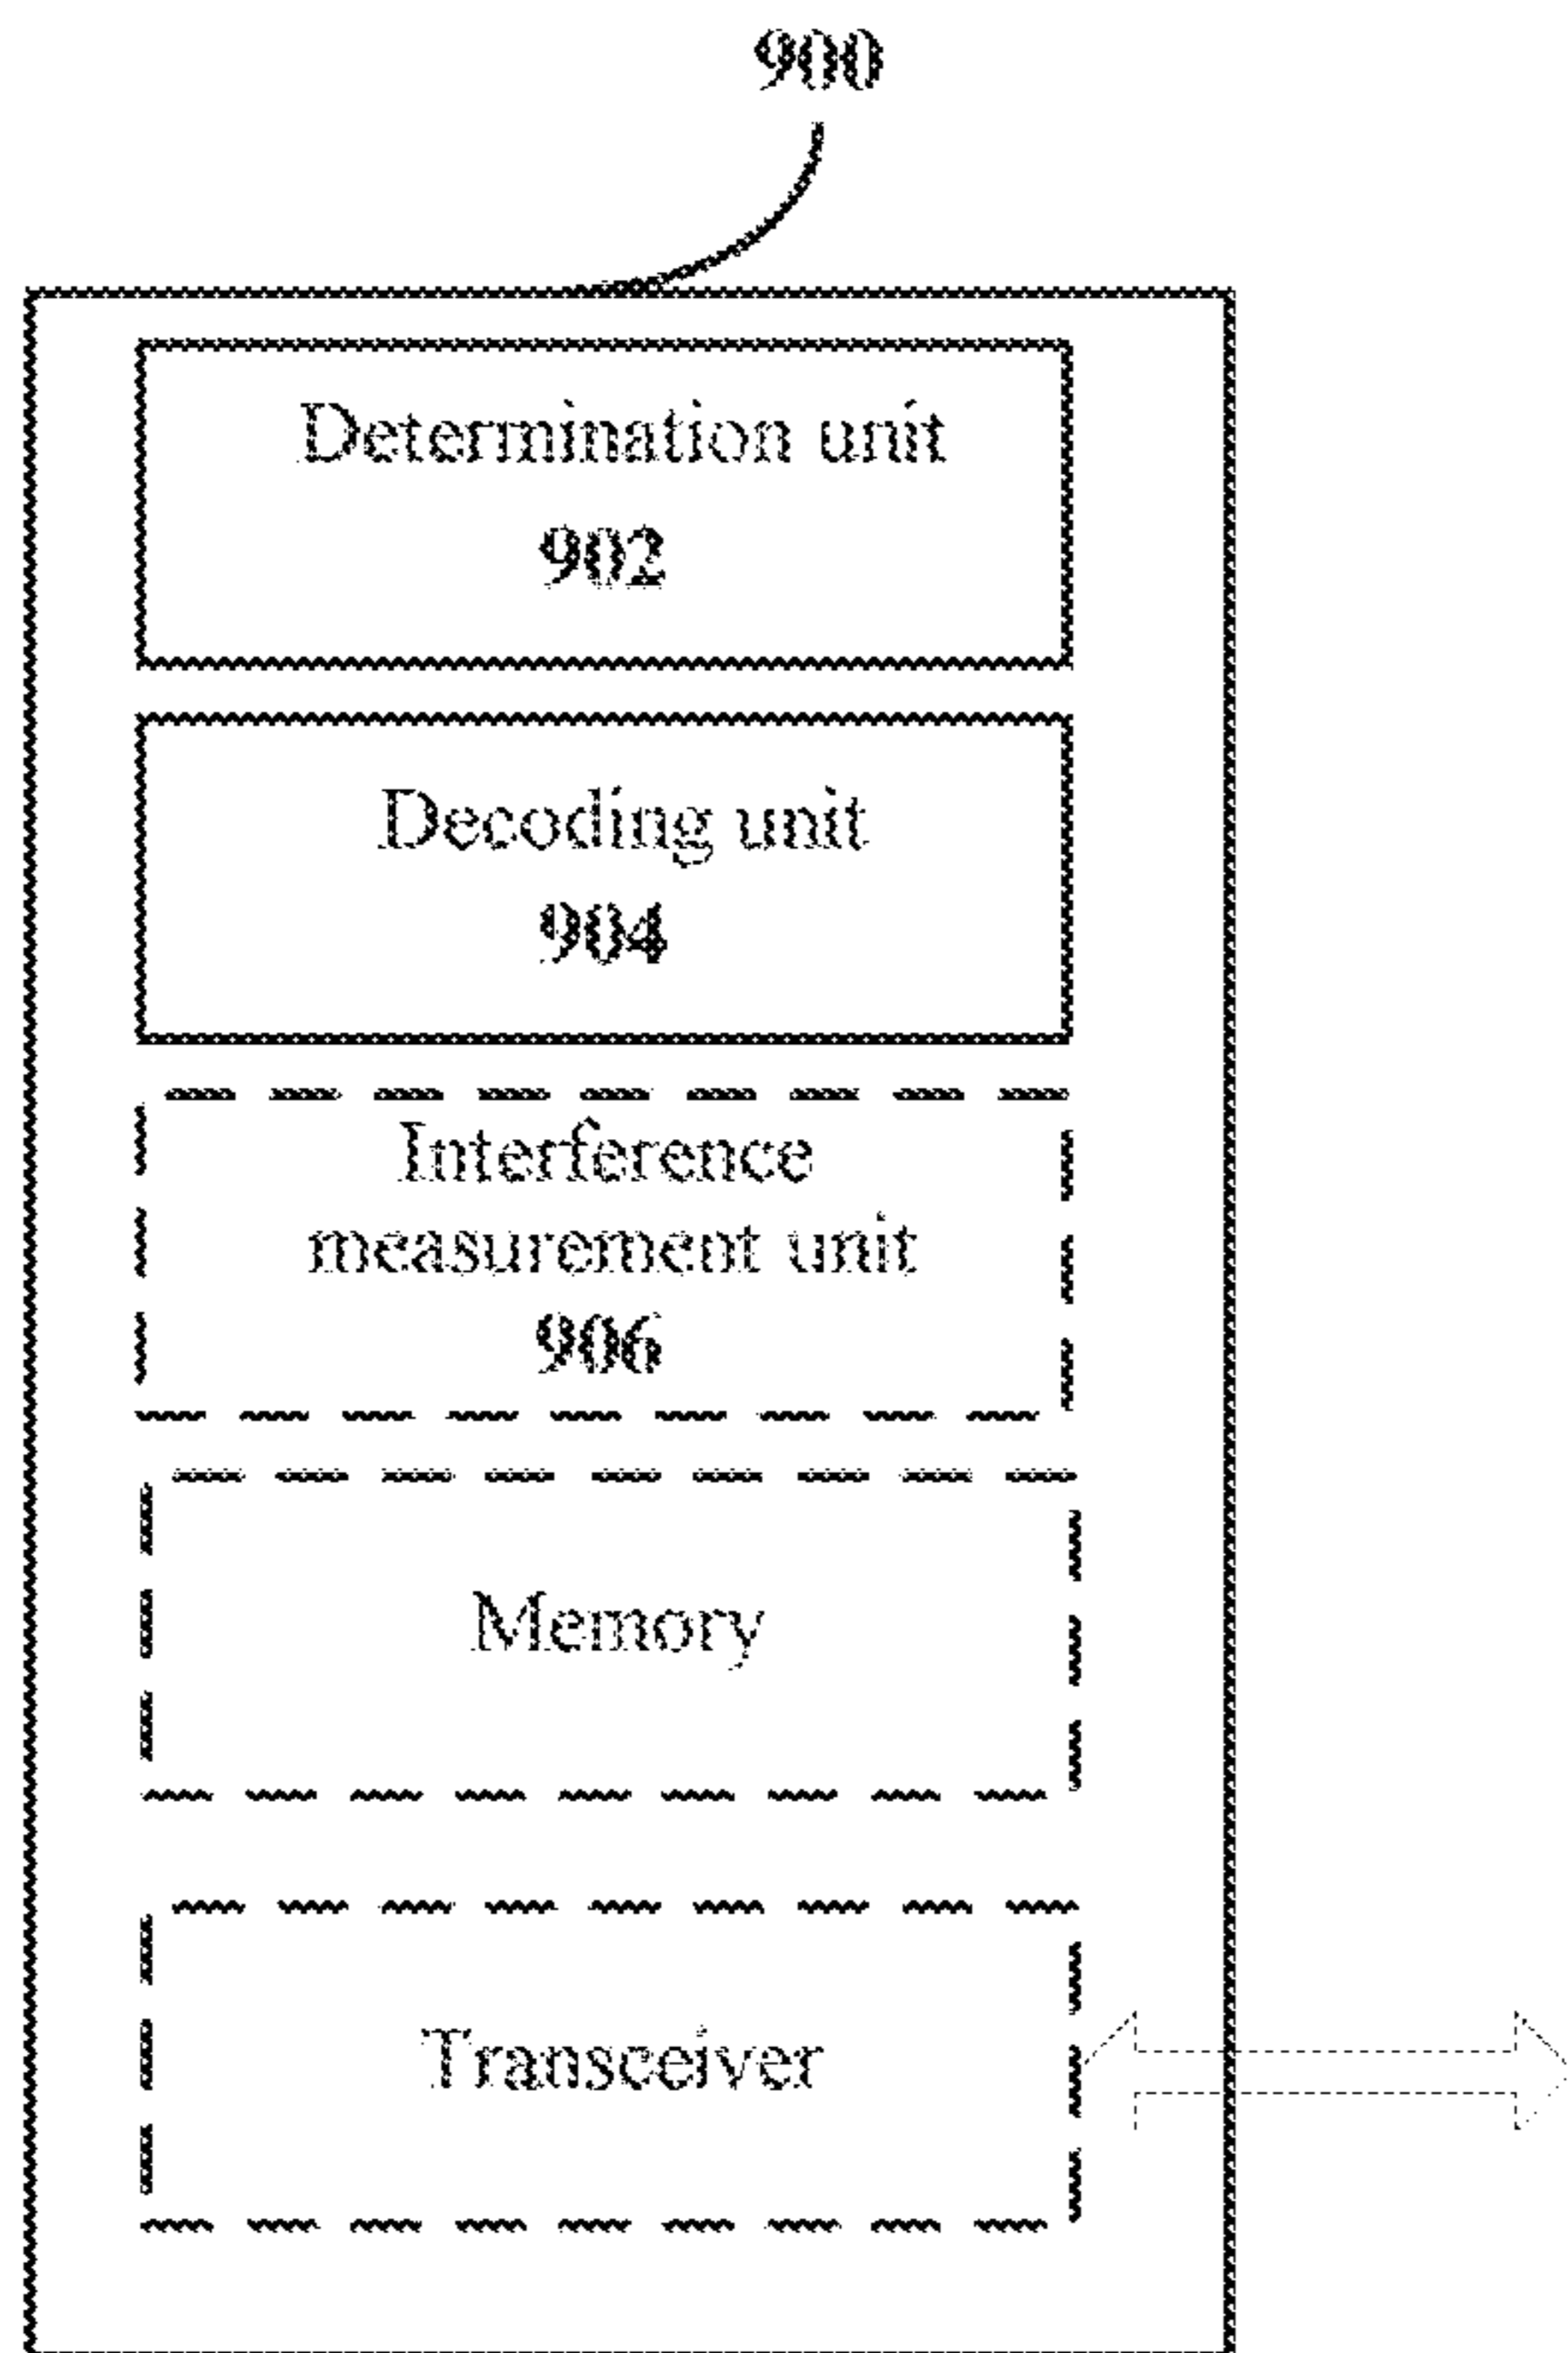 900
Determination unit
902
Decoding unit
904
Interference
measurement unit
906
Memory
Transceiver